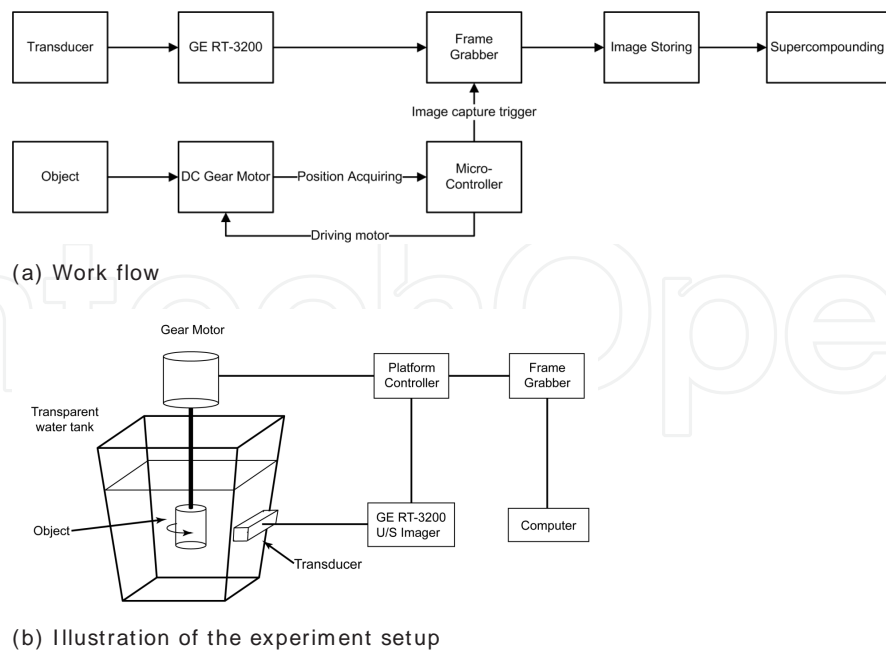 Transducer
GE RT-3200
Frame
Grabber
Image Storing
Supercompounding
Image capture trigger
Object
DC Gear Motor
Position Acquiring
Micro-
Controller
Driving motor
(a) Work flow
Gear Motor
Platform
Controller
Frame
Grabber
Transparent
water tank
Object
GE RT-3200
U/S Imager
Computer
Transducer
(b) Illustration of the experiment setup